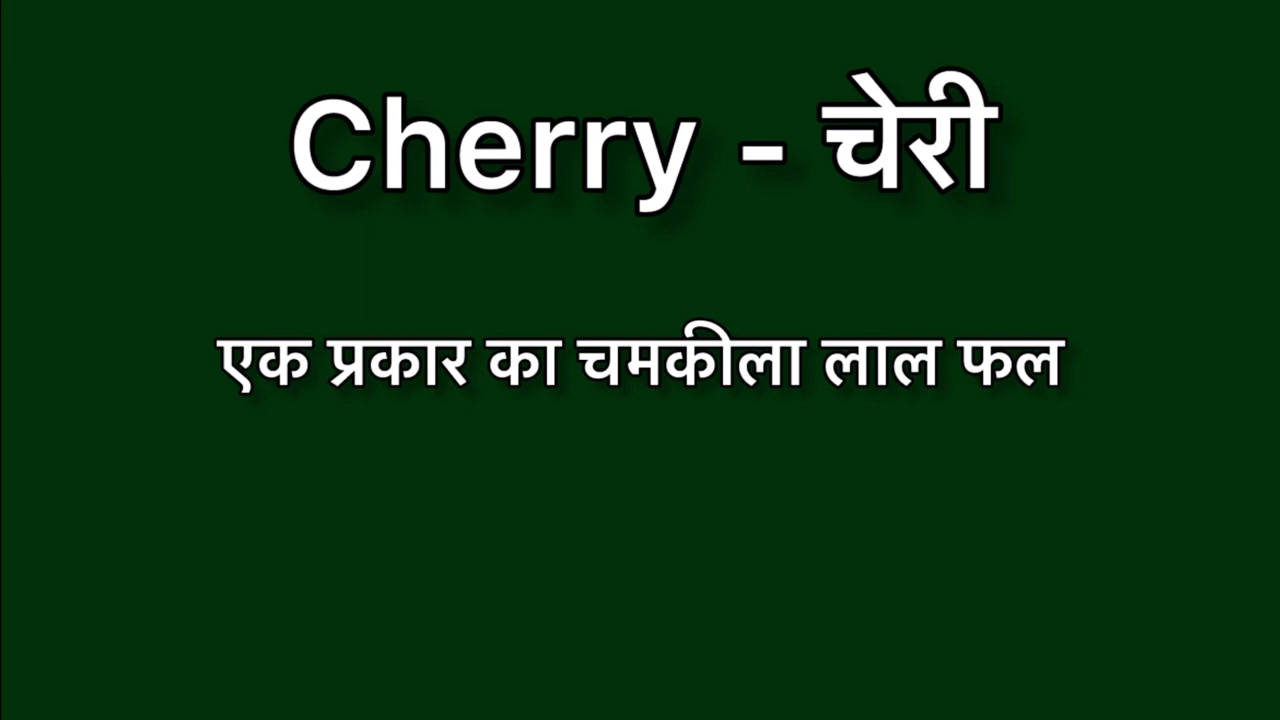 Cherry - चेरी
एक प्रकार का चमकीला लाल फल